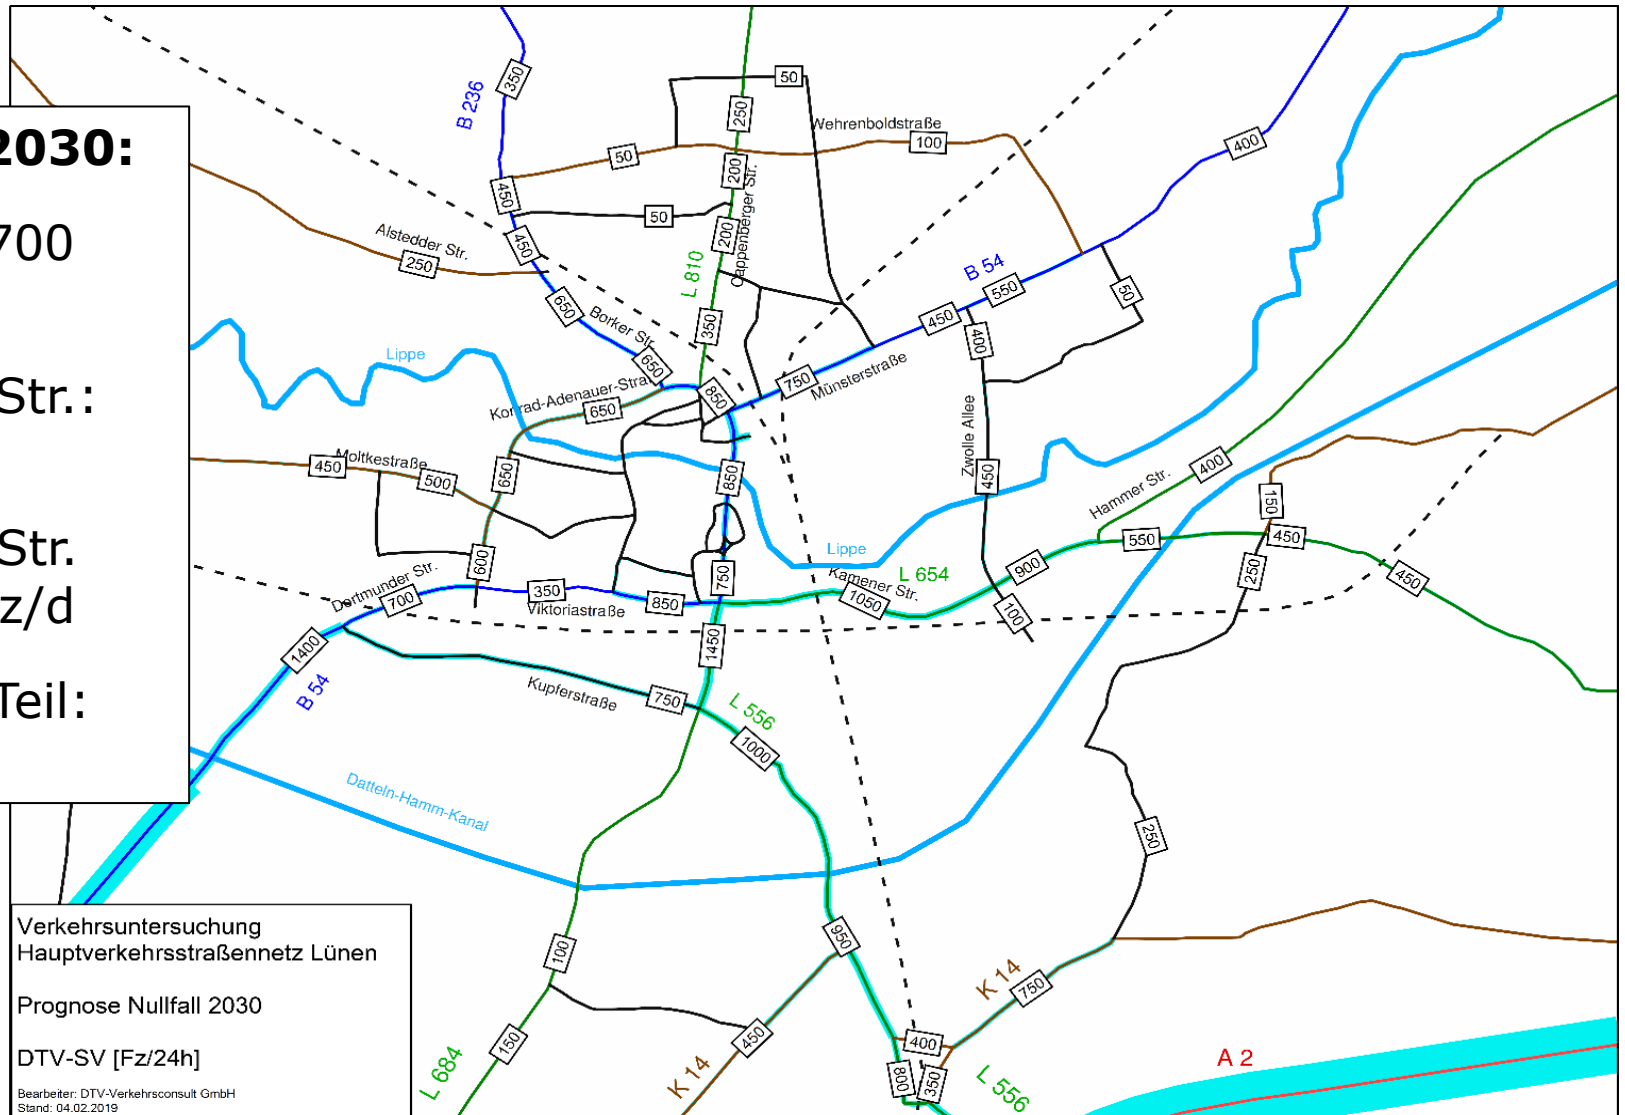 2030:
700
Str.:
Str.
z/d
Teil:
350
B 236
50
250
Wehrenboldstraße
100
400
50
200
450
50
Cappenberger Str.
Alstedder Str.
250
450
200
L 810
B 54
550
50
650
Borker Str.
350
450
400
Lippe
650
750
Münsterstraße
Konrad-Adenauer-Straße
650
850
Zwolle Allee
Moltkestraße
450
500
650
850
450
Hammer Str.
400
150
Lippe
550
450
Dortmunder Str.
600
350
Viktoriastraße
700
850
750
Kamener Str.
L 654
1050
900
100
250
450
1400
B 54
1450
Kupferstraße
750
L 556
1000
Datteln-Hamm-Kanal
250
100
950
K 14
750
150
450
400
L 684
K 14
800
350
L 556
A 2
Verkehrsuntersuchung
Hauptverkehrsstraßennetz Lünen
Prognose Nullfall 2030
DTV-SV [Fz/24h]
Bearbeiter: DTV-Verkehrsconsult GmbH
Stand: 04.02.2019